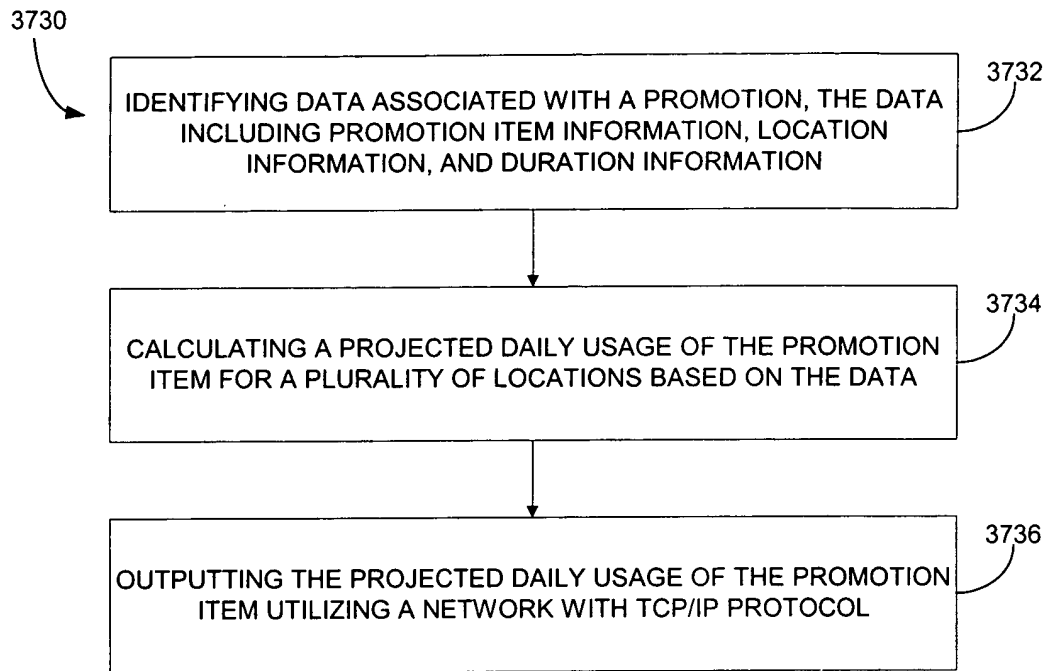 3730
3732
IDENTIFYING DATA ASSOCIATED WITH A PROMOTION, THE DATA
INCLUDING PROMOTION ITEM INFORMATION, LOCATION
INFORMATION, AND DURATION INFORMATION
3734
CALCULATING A PROJECTED DAILY USAGE OF THE PROMOTION
ITEM FOR A PLURALITY OF LOCATIONS BASED ON THE DATA
3736
OUTPUTTING THE PROJECTED DAILY USAGE OF THE PROMOTION
ITEM UTILIZING A NETWORK WITH TCP/IP PROTOCOL